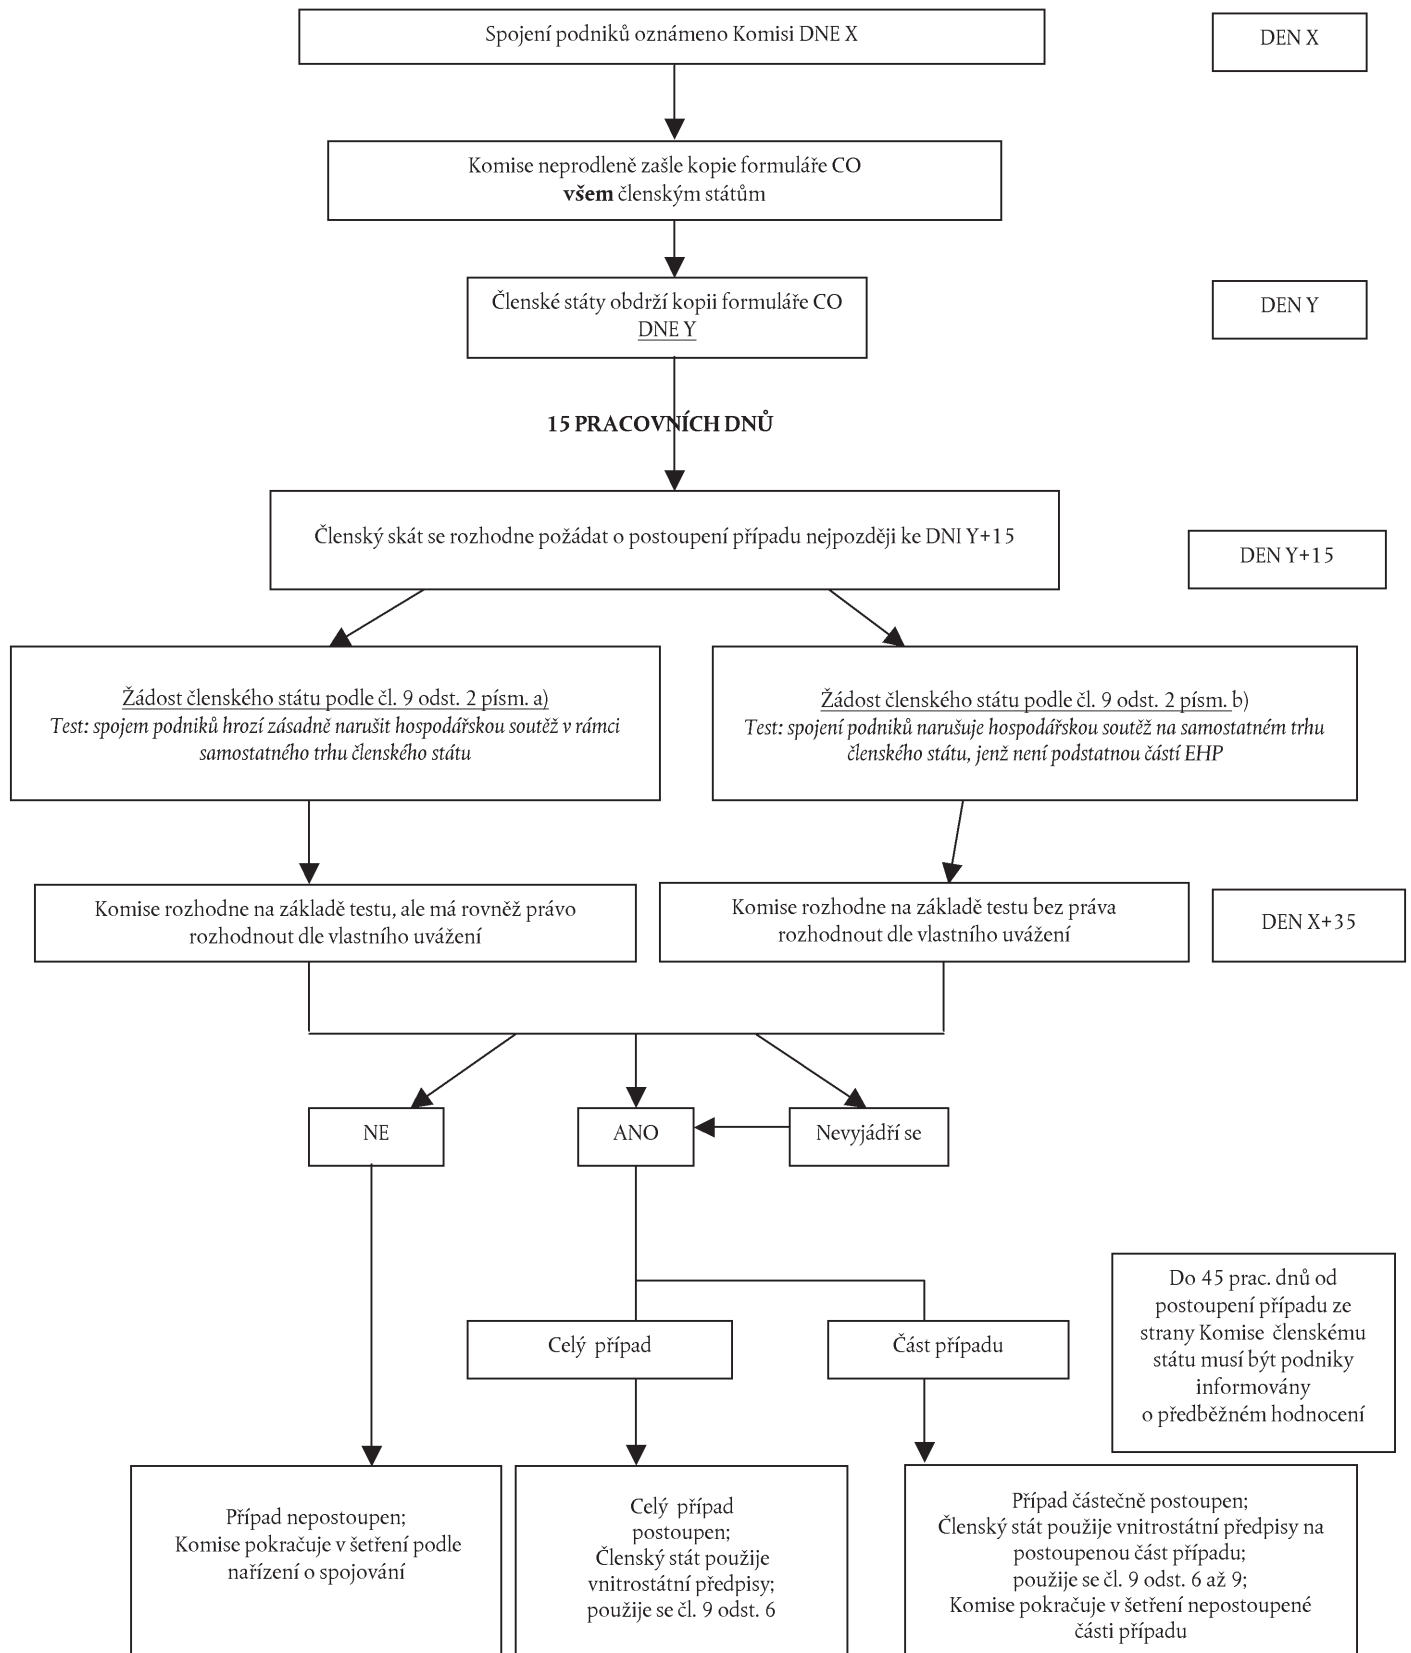 Spojení podniků oznámeno Komisi DNE X
DEN X
Komise neprodleně zašle kopie formuláře CO
všem členským státům
Členské státy obdrží kopii formuláře CO
DNE Y
DEN Y
15 PRACOVNÍCH DNŮ
Členský skát se rozhodne požádat o postoupení případu nejpozději ke DNI Y+15
DEN Y+15
Žádost členského státu podle čl. 9 odst. 2 písm. a)
Test: spojem podniků hrozí zásadně narušit hospodářskou soutěž v rámci
samostatného trhu členského státu
Žádost členského státu podle čl. 9 odst. 2 písm. b)
Test: spojení podniků narušuje hospodářskou soutěž na samostatném trhu
členského státu, jenž není podstatnou částí EHP
Komise rozhodne na základě testu, ale má rovněž právo
rozhodnout dle vlastního uvážení
Komise rozhodne na základě testu bez práva
rozhodnout dle vlastního uvážení
DEN X+35
NE
ANO
Nevyjádří se
Do 45 prac. dnů od
postoupení případu ze
strany Komise členskému
státu musí být podniky
informovány
o předběžném hodnocení
Celý případ
Část případu
Případ nepostoupen;
Komise pokračuje v šetření podle
nařízení o spojování
Celý případ
postoupen;
Členský stát použije
vnitrostátní předpisy;
použije se čl. 9 odst. 6
Případ částečně postoupen;
Členský stát použije vnitrostátní předpisy na
postoupenou část případu;
použije se čl. 9 odst. 6 až 9;
Komise pokračuje v šetření nepostoupené
části případu